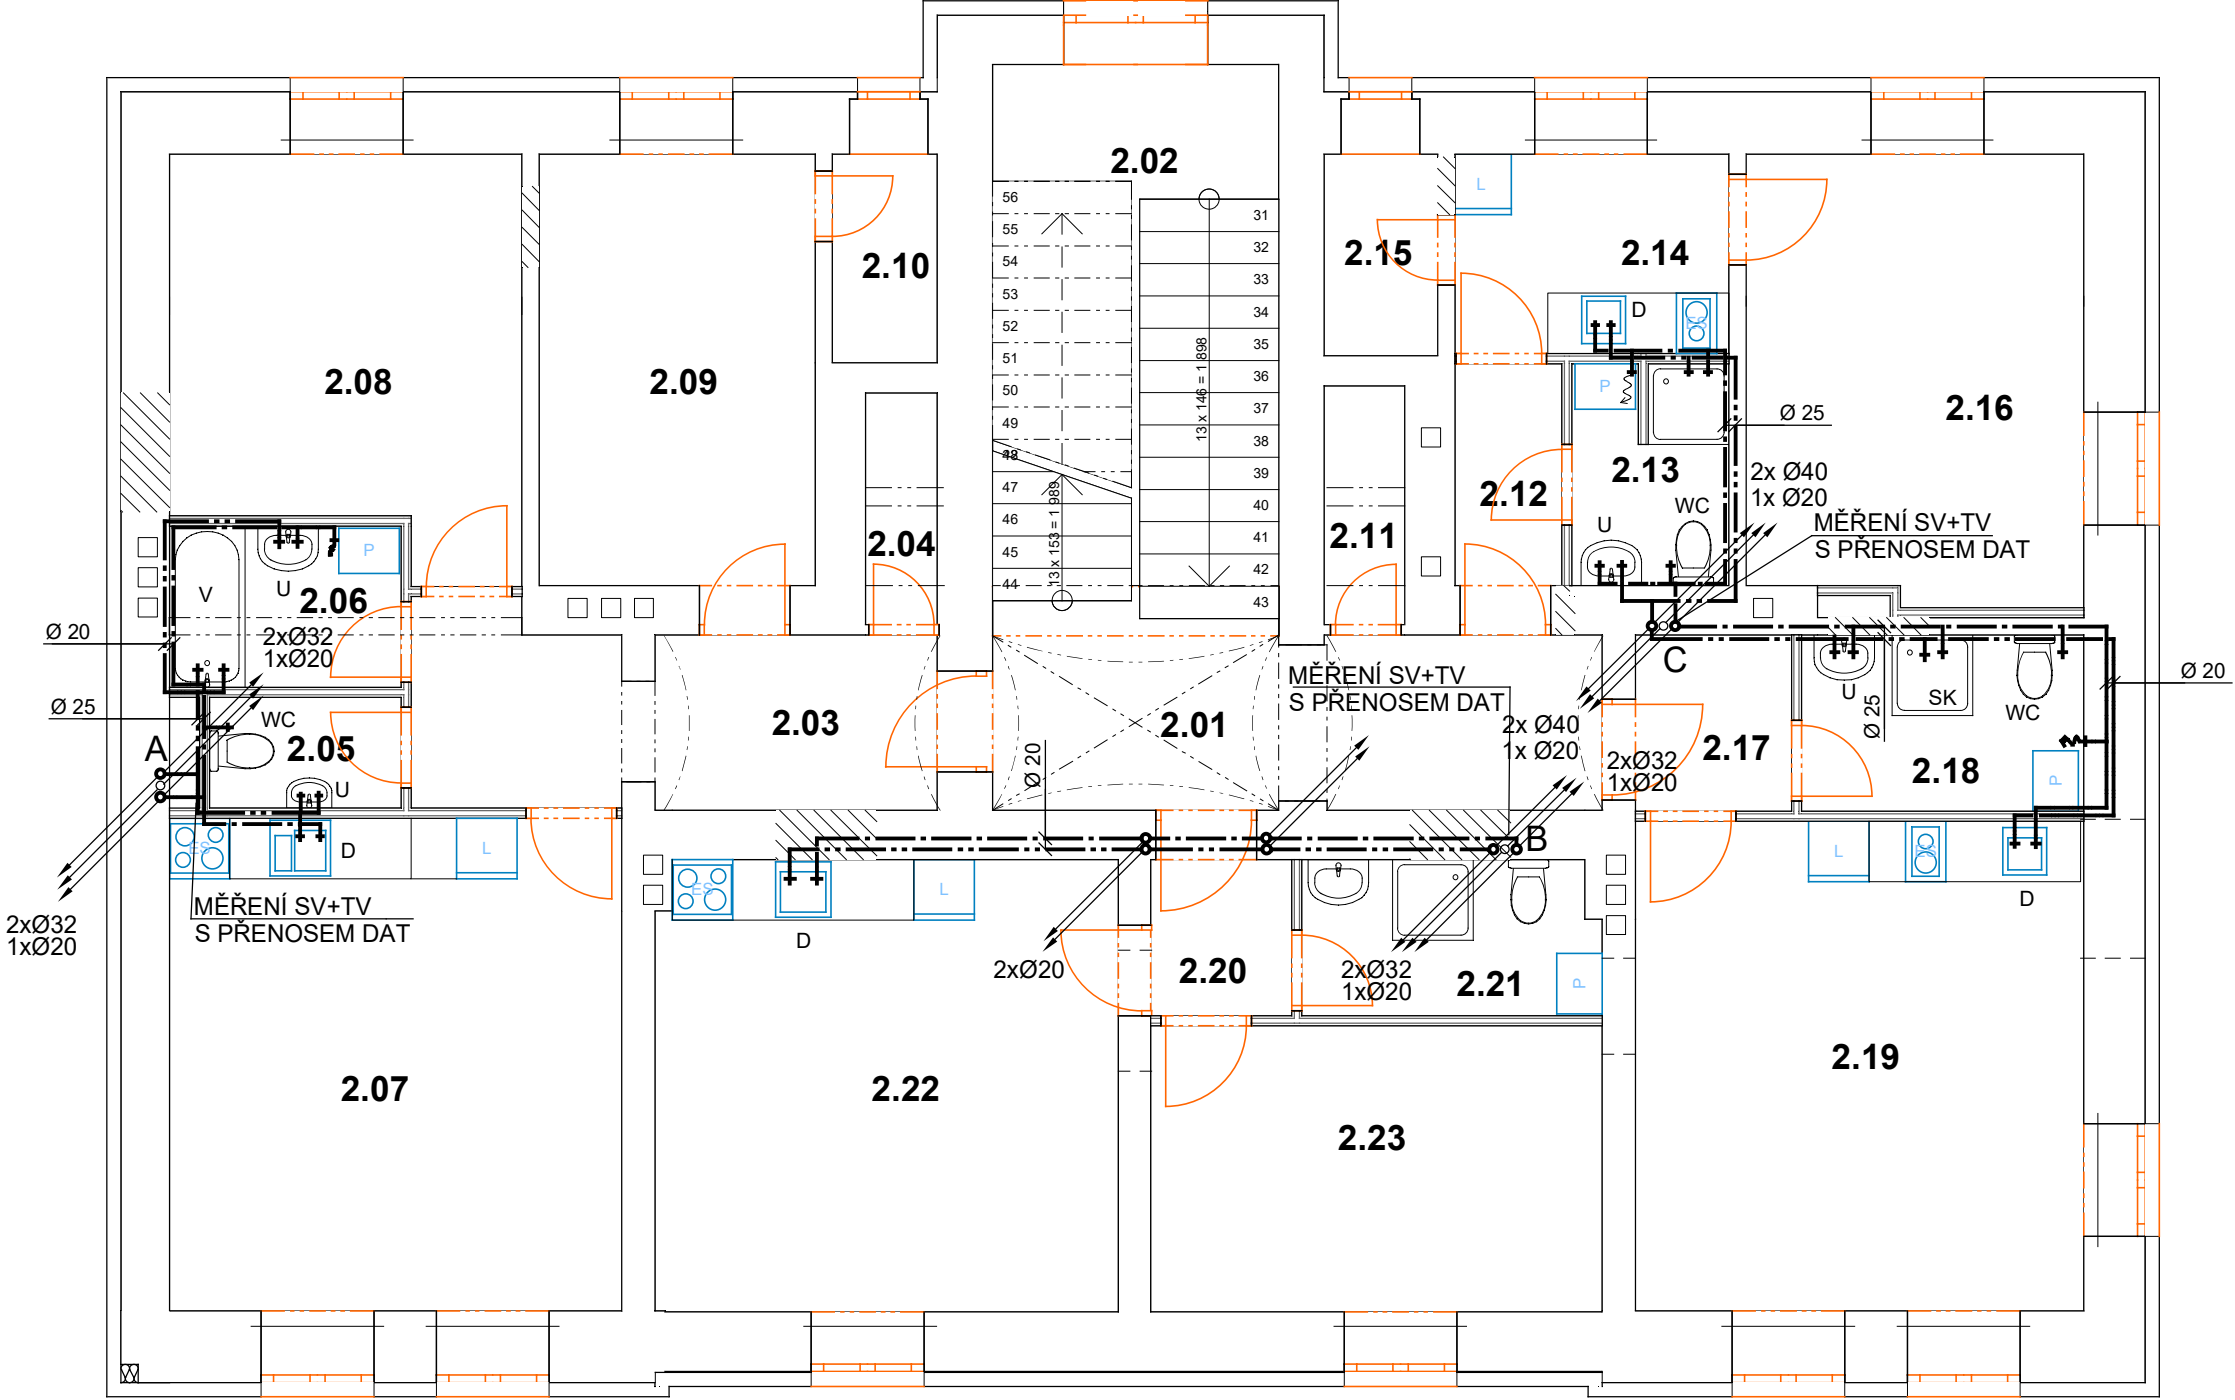 2.02
56
55
54
53
52
51
50
49
48
47
46
45
44
13 x 153 = 1 989
31
32
33
34
35
36
37
38
39
40
41
42
43
13 x 146 = 1 898
2.08
2.09
2.10
2.04
2.15
L
2.14
D
ES
2.16
P
Ø 25
2.13
2x Ø40
1x Ø20
MĚŘENÍ SV+TV
S PŘENOSEM DAT
2.12
U
WC
2.11
P
U
V
2.06
Ø 20
2xØ32
1xØ20
Ø 25
WC
A
2.05
U
2.03
2.01
MĚŘENÍ SV+TV
S PŘENOSEM DAT
2x Ø40
1x Ø20
Ø 20
C
2xØ32
1xØ20
2.17
U
Ø 25
SK
WC
Ø 20
2.18
P
ES
D
L
MĚŘENÍ SV+TV
S PŘENOSEM DAT
2xØ32
1xØ20
ES
D
L
2xØ20
B
2.20
2xØ32
1xØ20
2.21
P
L
ES
D
2.07
2.22
2.23
2.19